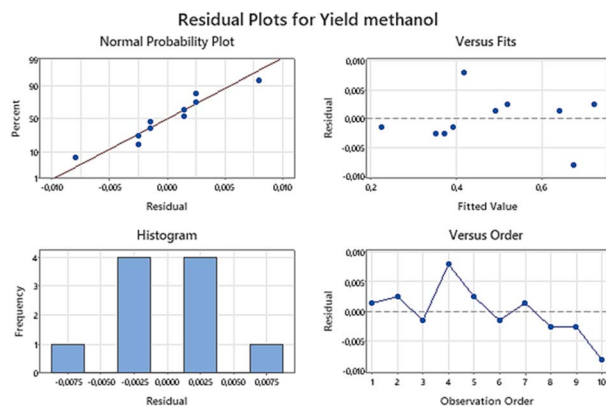 Residual Plots for Yield methanol
Normal Probability Plot
99
90
50
10
1
Percent
-0,010 -0,005 0,000 0,005 0,010
Residual
Versus Fits
0,010
0,005
0,000
-0,005
-0,010
Residual
0,2 0,4 0,6
Fitted Value
Histogram
4
3
2
1
0
Frequency
-0,0075 -0,0050 -0,0025 0,0000 0,0025 0,0050 0,0075
Residual
Versus Order
0,010
0,005
0,000
-0,005
-0,010
Residual
1 2 3 4 5 6 7 8 9 10
Observation Order